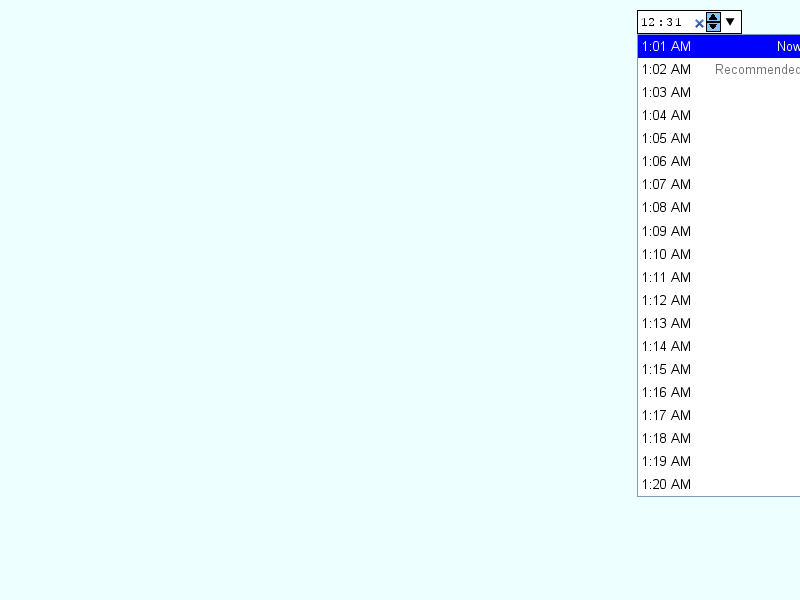 12:31
1:01 AM Now
1:02 AM Recommended
1:03 AM
1:04 AM
1:05 AM
1:06 AM
1:07 AM
1:08 AM
1:09 AM
1:10 AM
1:11 AM
1:12 AM
1:13 AM
1:14 AM
1:15 AM
1:16 AM
1:17 AM
1:18 AM
1:19 AM
1:20 AM